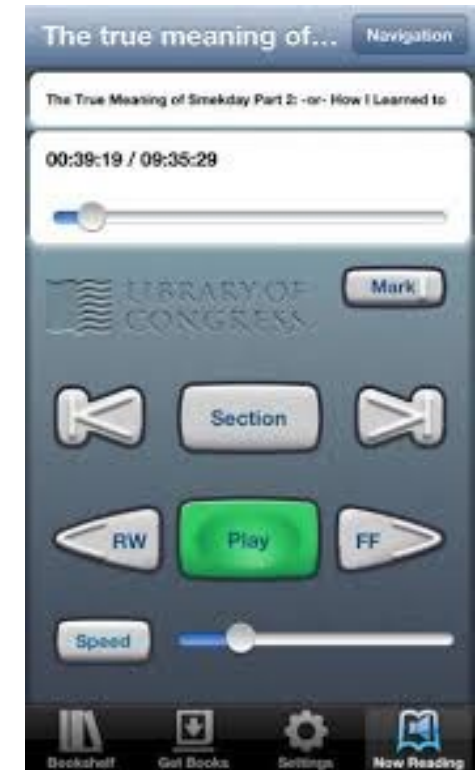 The true meaning of...
Navigation
The True Meaning of Smekday Part 2: -or- How I Learned to
00:39:19 / 09:35:29
LIBRARY OF
CONGRESS
Mark
Section
RW
Play
FF
Speed
Bookshelf
Get Books
Settings
Now Reading